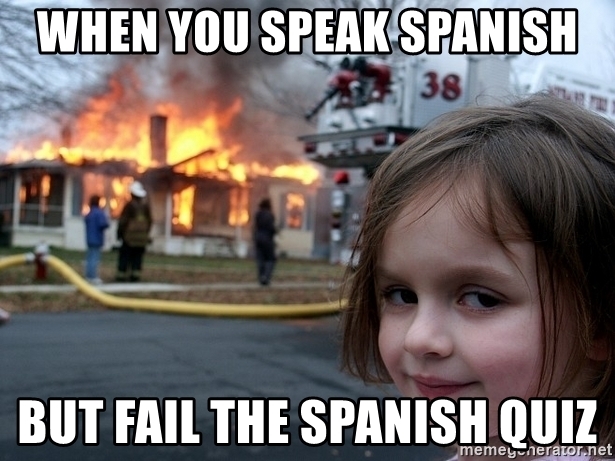 WHEN YOU SPEAK SPANISH
38
BUT FAIL THE SPANISH QUIZ
memegenerator.net